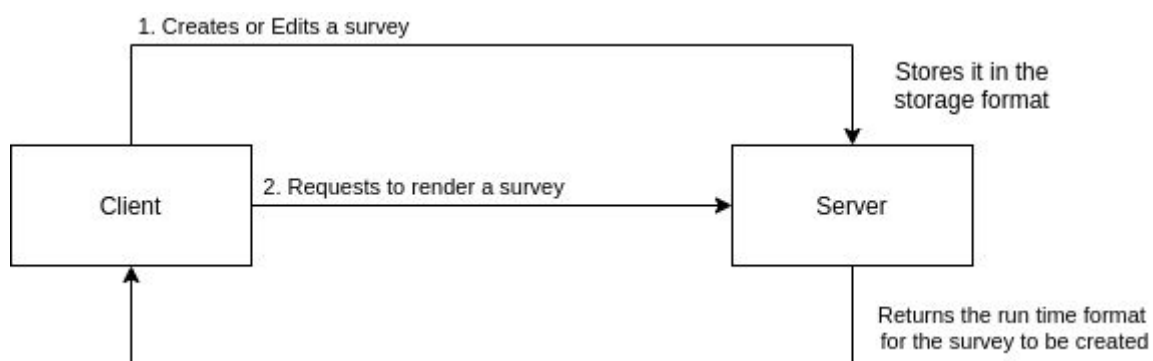 1. Creates or Edits a survey
Stores it in the
storage format
Client
2. Requests to render a survey
Server
Returns the run time format
for the survey to be created